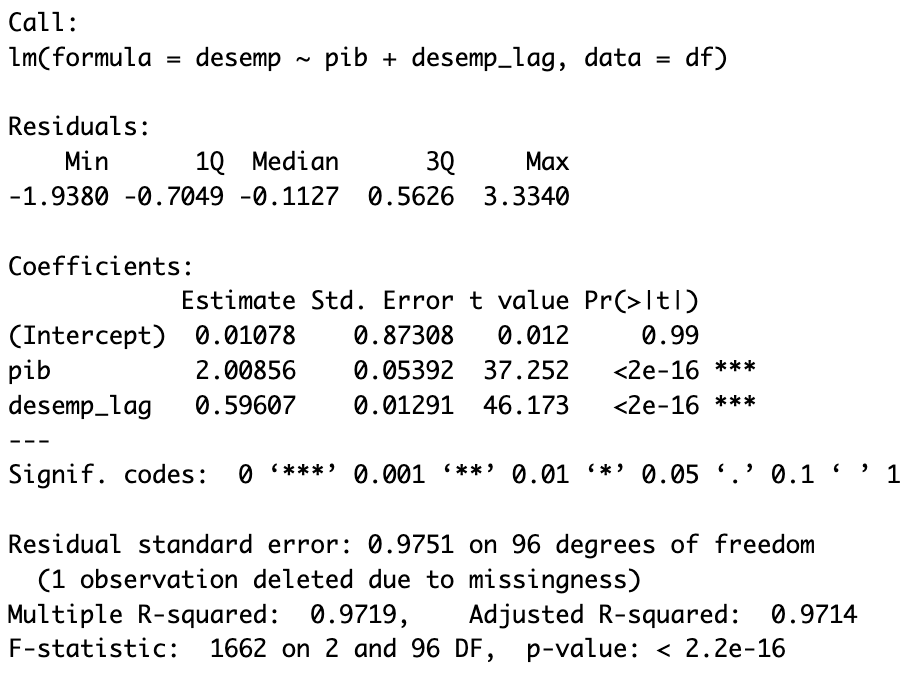 Call:
lm(formula = desemp ~ pib + desemp_lag, data = df)
Residuals:
    Min      1Q  Median      3Q     Max
-1.9380 -0.7049 -0.1127  0.5626  3.3340
Coefficients:
            Estimate Std. Error t value Pr(>|t|)
(Intercept)  0.01078    0.87308   0.012     0.99
pib          2.00856    0.05392  37.252   <2e-16 ***
desemp_lag   0.59607    0.01291  46.173   <2e-16 ***
---
Signif. codes:  0 ‘***’ 0.001 ‘**’ 0.01 ‘*’ 0.05 ‘.’ 0.1 ‘ ’ 1
Residual standard error: 0.9751 on 96 degrees of freedom
  (1 observation deleted due to missingness)
Multiple R-squared:  0.9719,    Adjusted R-squared:  0.9714
F-statistic:  1662 on 2 and 96 DF,  p-value: < 2.2e-16